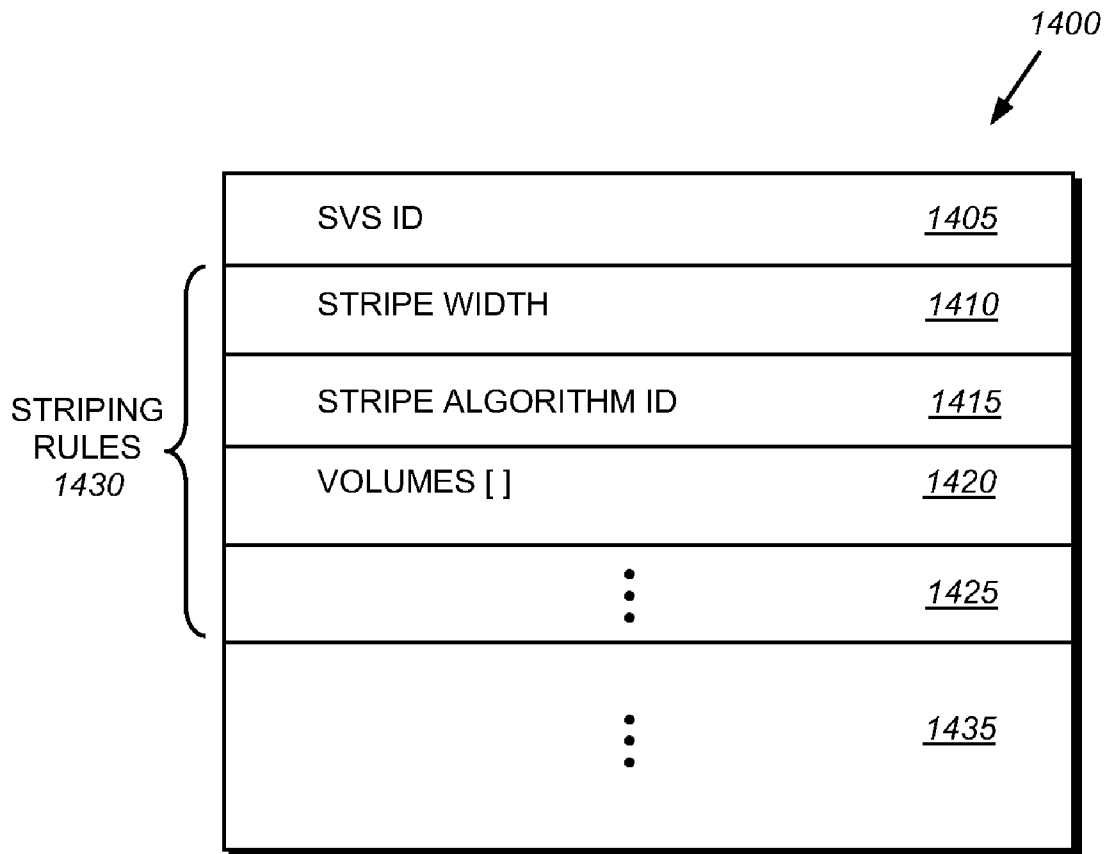 1400
SVS ID 1405
STRIPE WIDTH 1410
STRIPE ALGORITHM ID 1415
VOLUMES [ ] 1420
1425
1435
STRIPING
RULES
1430